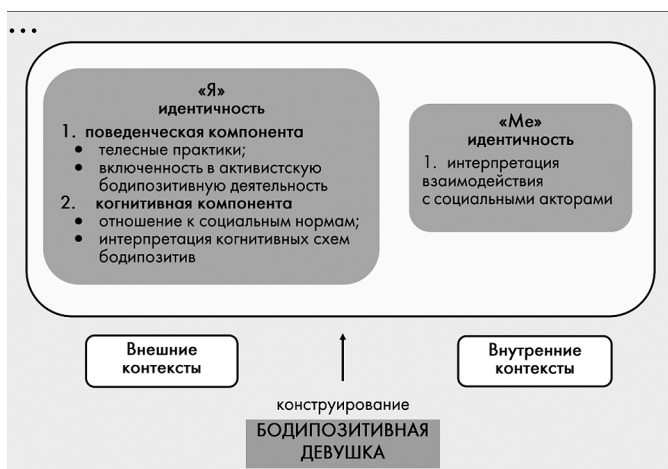 ...
«Я»
идентичность
1. поведенческая компонента
• телесные практики;
• включенность в активистскую
бодипозитивную деятельность
2. когнитивная компонента
• отношение к социальным нормам;
• интерпретация когнитивных схем
бодипозитив
«Ме»
идентичность
1. интерпретация
взаимодействия
с социальными акторами
Внешние
контексты
Внутренние
контексты
конструирование
БОДИПОЗИТИВНАЯ
ДЕВУШКА